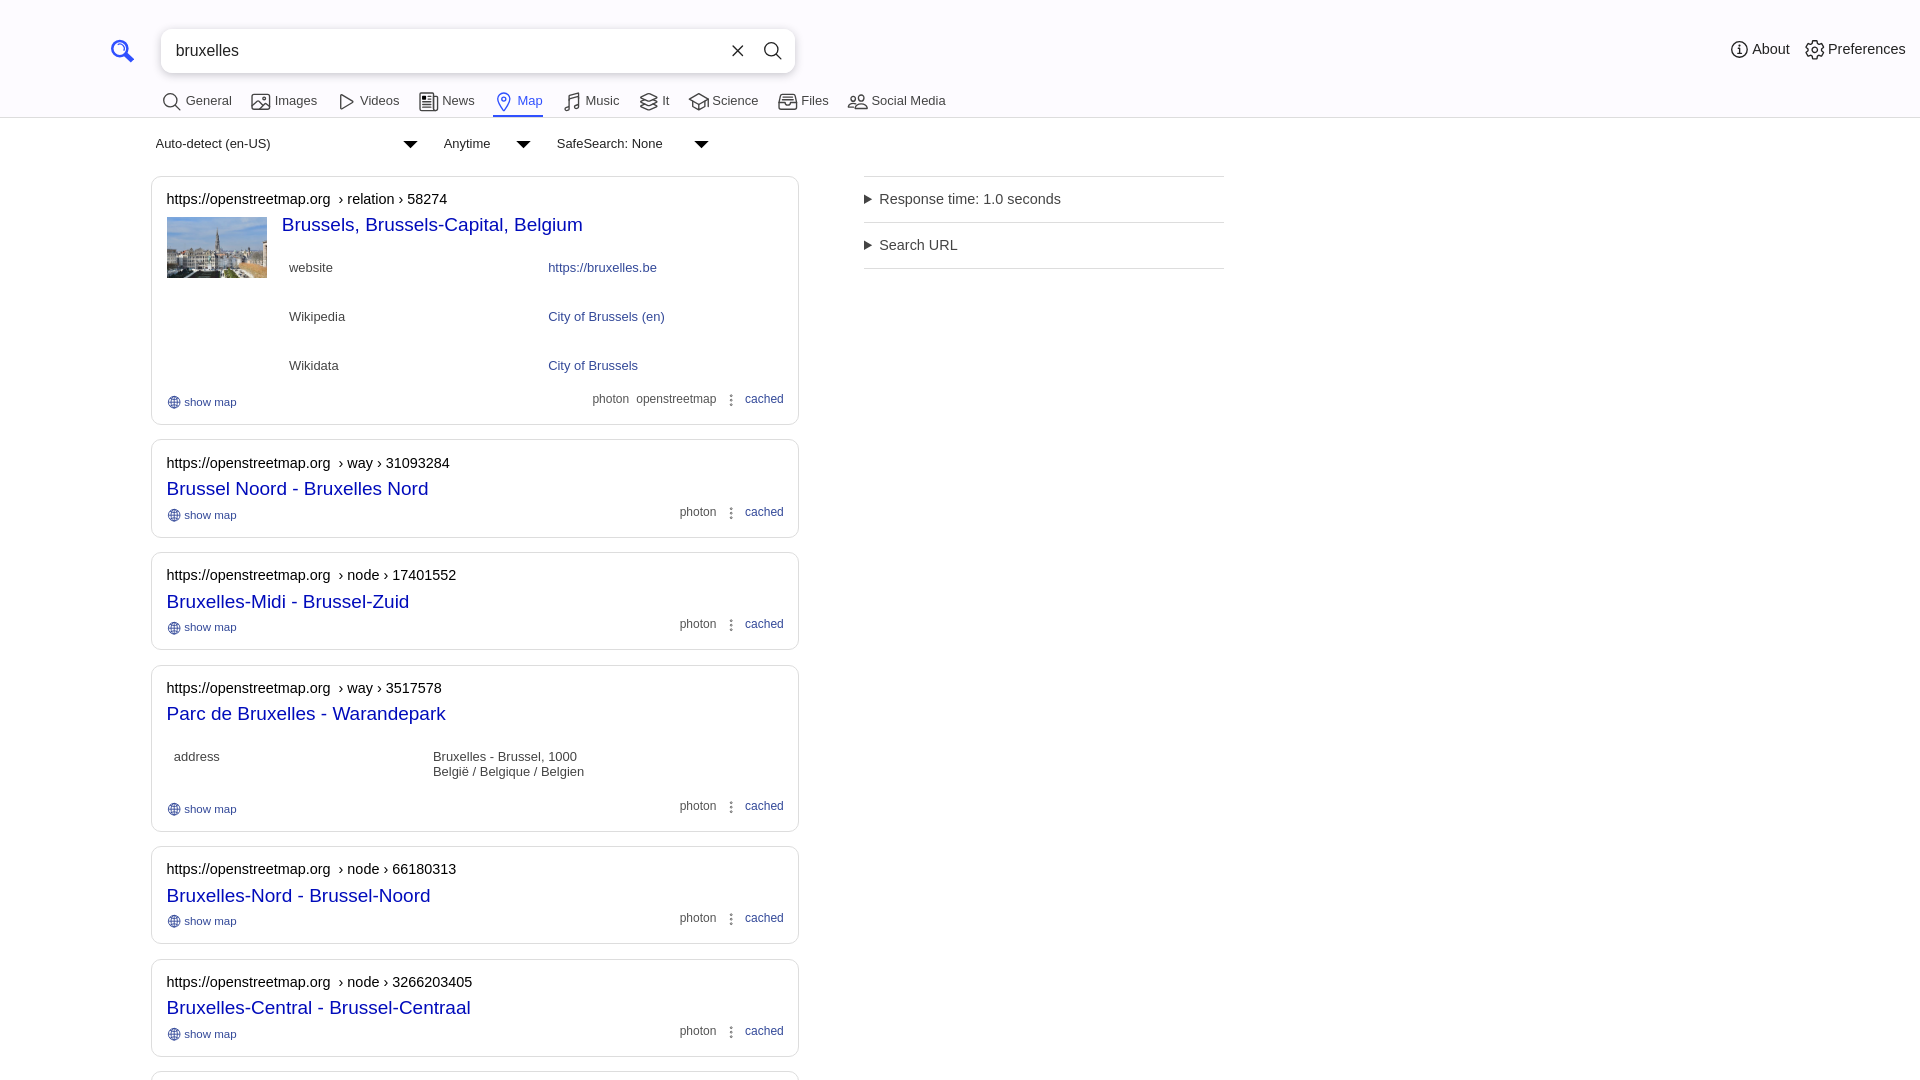 bruxelles
About
Preferences
General
Images
Videos
News
Map
Music
It
Science
Files
Social Media
Auto-detect (en-US)
Anytime
SafeSearch: None
https://openstreetmap.org › relation › 58274
Brussels, Brussels-Capital, Belgium
website https://bruxelles.be
Wikipedia City of Brussels (en)
Wikidata City of Brussels
show map photon openstreetmap cached
https://openstreetmap.org › way › 31093284
Brussel Noord - Bruxelles Nord
show map photon cached
https://openstreetmap.org › node › 17401552
Bruxelles-Midi - Brussel-Zuid
show map photon cached
https://openstreetmap.org › way › 3517578
Parc de Bruxelles - Warandepark
address Bruxelles - Brussel, 1000
België / Belgique / Belgien
show map photon cached
https://openstreetmap.org › node › 66180313
Bruxelles-Nord - Brussel-Noord
show map photon cached
https://openstreetmap.org › node › 3266203405
Bruxelles-Central - Brussel-Centraal
show map photon cached
Response time: 1.0 seconds
Search URL